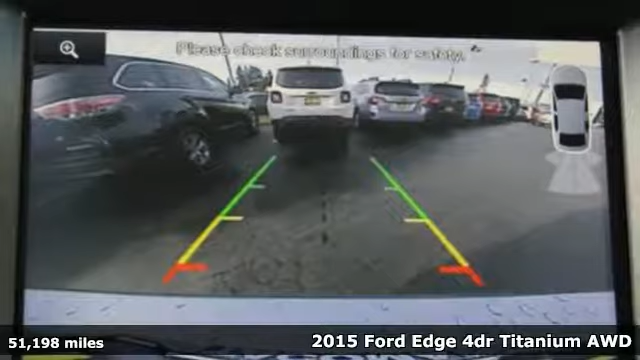 Please check surroundings for safety.
51,198 miles
2015 Ford Edge 4dr Titanium AWD